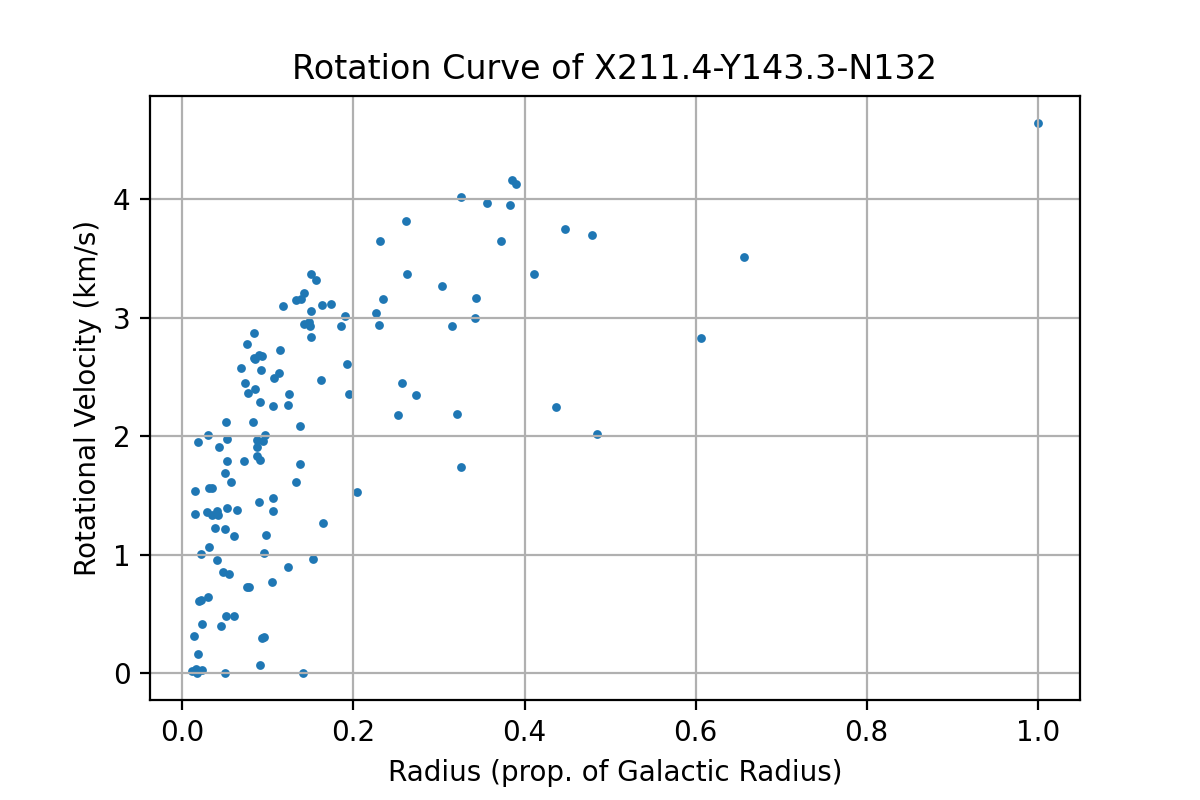 Rotation Curve of X211.4-Y143.3-N132
Rotational Velocity (km/s)
4
3
2
1
0
0.0 0.2 0.4 0.6 0.8 1.0
Radius (prop. of Galactic Radius)